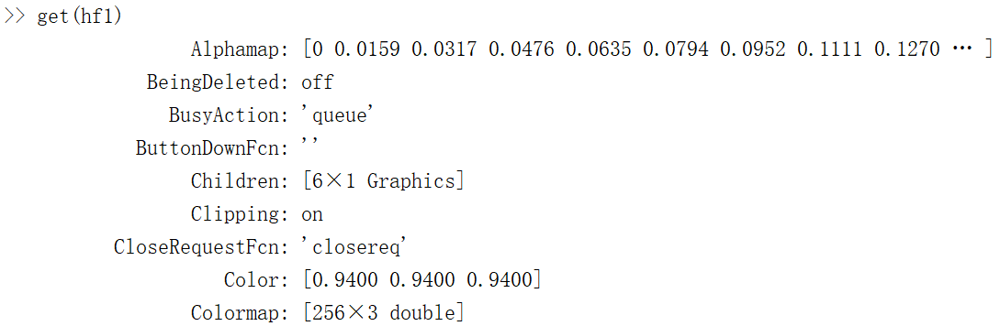 >> get(hf1)
Alphamap: [0 0.0159 0.0317 0.0476 0.0635 0.0794 0.0952 0.1111 0.1270 … ]
BeingDeleted: off
BusyAction: 'queue'
ButtonDownFcn: ''
Children: [6×1 Graphics]
Clipping: on
CloseRequestFcn: 'closereq'
Color: [0.9400 0.9400 0.9400]
Colormap: [256×3 double]